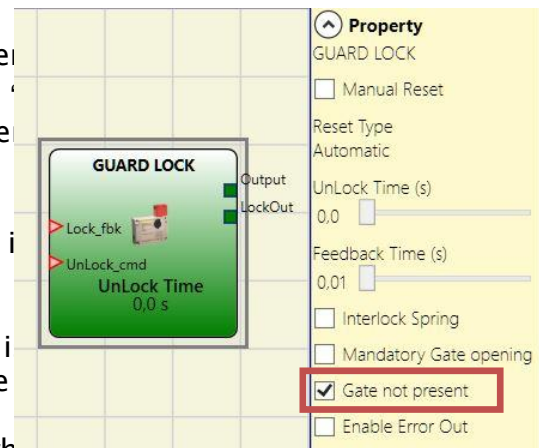 GUARD LOCK
Output
LockOut
Lock_fbk
UnLock_cmd
UnLock Time
0,0 s
Property
GUARD LOCK
Manual Reset
Reset Type
Automatic
UnLock Time (s)
0,0
Feedback Time (s)
0,01
Interlock Spring
Mandatory Gate opening
Gate not present
Enable Error Out